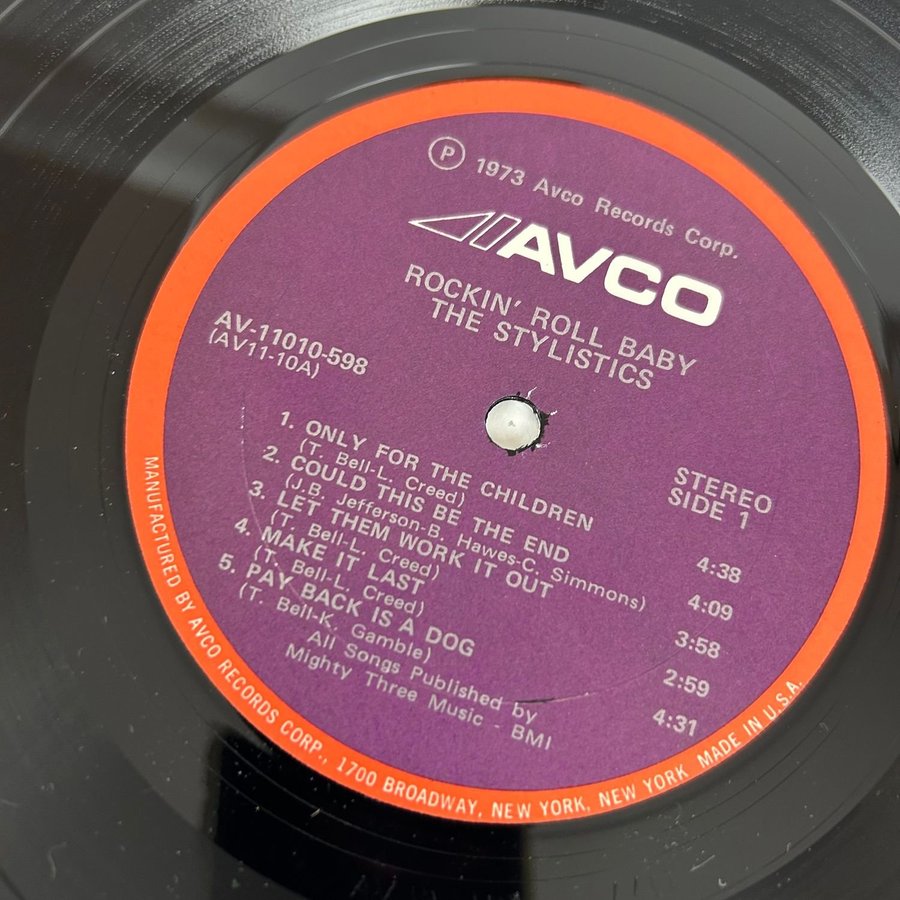 Ⓟ 1973 Avco Records Corp.
AVCO
ROCKIN' ROLL BABY
THE STYLISTICS
AV-11010-598
(AV11-10A)
STEREO
SIDE 1
1. ONLY FOR THE CHILDREN 4:38
(T. Bell-L. Creed)
2. COULD THIS BE THE END 4:09
(J.B. Jefferson-B. Hawes-C. Simmons)
3. LET THEM WORK IT OUT 3:58
(T. Bell-L. Creed)
4. MAKE IT LAST 2:59
(T. Bell-L. Creed)
5. PAY BACK IS A DOG 4:31
(T. Bell-K. Gamble)
All Songs Published by
Mighty Three Music - BMI
MANUFACTURED BY AVCO RECORDS CORP., 1700 BROADWAY, NEW YORK, NEW YORK MADE IN U.S.A.